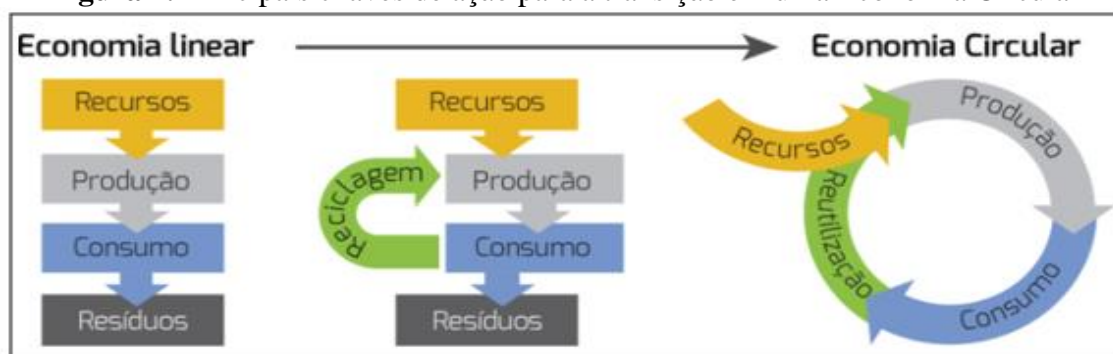 Economia linear
Economia Circular
Recursos
Produção
Consumo
Resíduos
Recursos
Produção
Consumo
Resíduos
Reciclagem
Recursos
Produção
Consumo
Reutilização